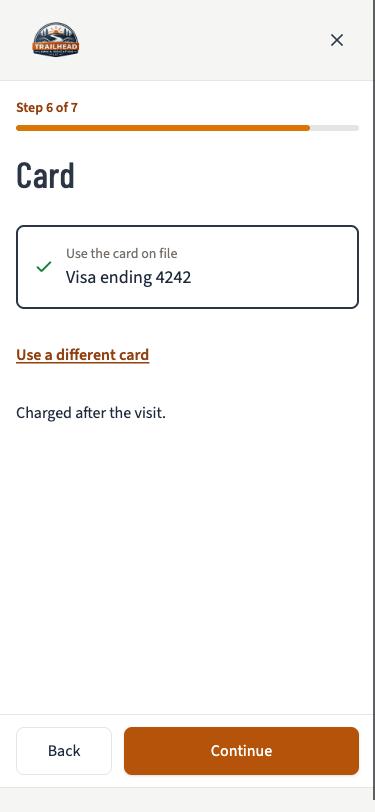 TRAILHEAD
Step 6 of 7
Card
Use the card on file
Visa ending 4242
Use a different card
Charged after the visit.
Back
Continue